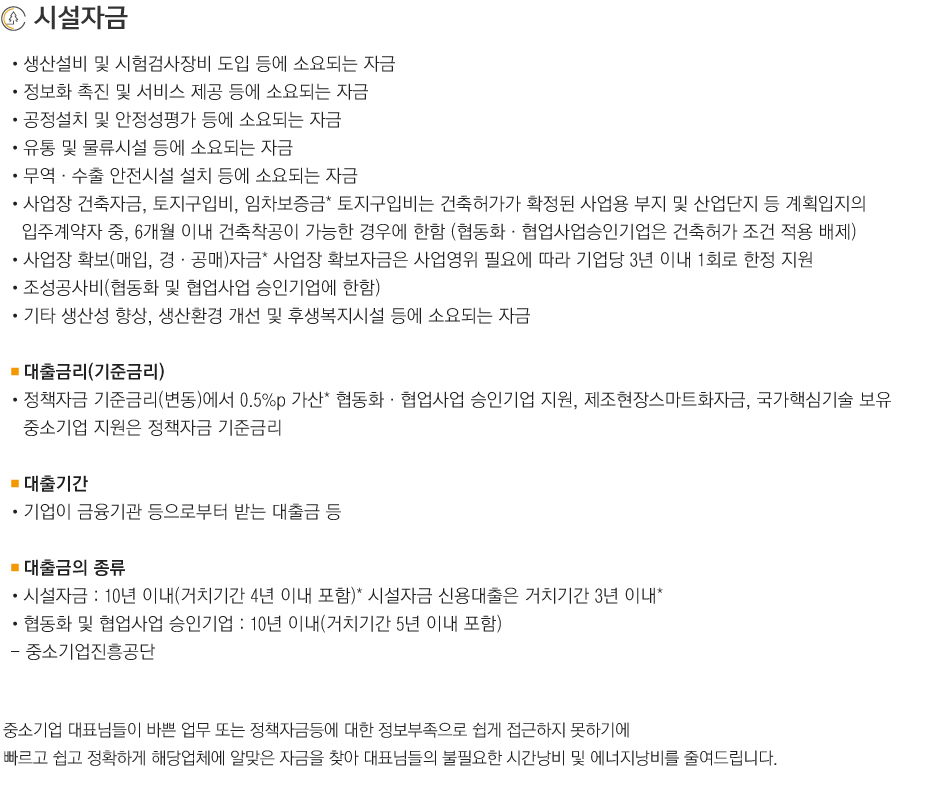 시설자금
• 생산설비 및 시험검사장비 도입 등에 소요되는 자금
• 정보화 촉진 및 서비스 제공 등에 소요되는 자금
• 공정설치 및 안정성평가 등에 소요되는 자금
• 유통 및 물류시설 등에 소요되는 자금
• 무역 · 수출 안전시설 설치 등에 소요되는 자금
• 사업장 건축자금, 토지구입비, 임차보증금* 토지구입비는 건축허가가 확정된 사업용 부지 및 산업단지 등 계획입지의
입주계약자 중, 6개월 이내 건축착공이 가능한 경우에 한함 (협동화 · 협업사업승인기업은 건축허가 조건 적용 배제)
• 사업장 확보(매입, 경 · 공매)자금* 사업장 확보자금은 사업영위 필요에 따라 기업당 3년 이내 1회로 한정 지원
• 조성공사비(협동화 및 협업사업 승인기업에 한함)
• 기타 생산성 향상, 생산환경 개선 및 후생복지시설 등에 소요되는 자금
■ 대출금리(기준금리)
• 정책자금 기준금리(변동)에서 0.5%p 가산* 협동화 · 협업사업 승인기업 지원, 제조현장스마트화자금, 국가핵심기술 보유
중소기업 지원은 정책자금 기준금리
■ 대출기간
• 기업이 금융기관 등으로부터 받는 대출금 등
■ 대출금의 종류
• 시설자금 : 10년 이내(거치기간 4년 이내 포함)* 시설자금 신용대출은 거치기간 3년 이내*
• 협동화 및 협업사업 승인기업 : 10년 이내(거치기간 5년 이내 포함)
– 중소기업진흥공단
중소기업 대표님들이 바쁜 업무 또는 정책자금등에 대한 정보부족으로 쉽게 접근하지 못하기에
빠르고 쉽고 정확하게 해당업체에 알맞은 자금을 찾아 대표님들의 불필요한 시간낭비 및 에너지낭비를 줄여드립니다.